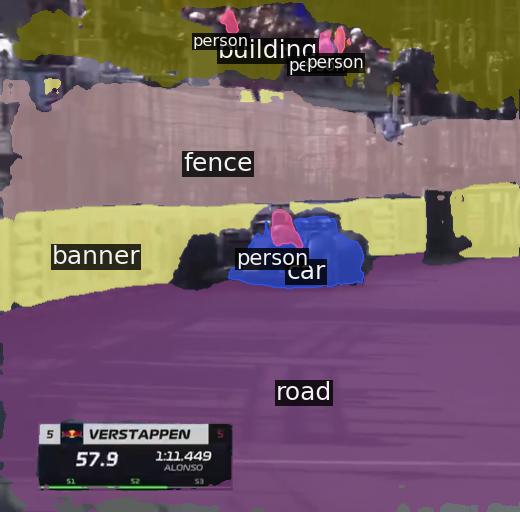 person
building
pe
person
fence
banner
person
car
road
5 VERSTAPPEN 5
57.9 1:11.449
ALONSO
S1 S2 S3